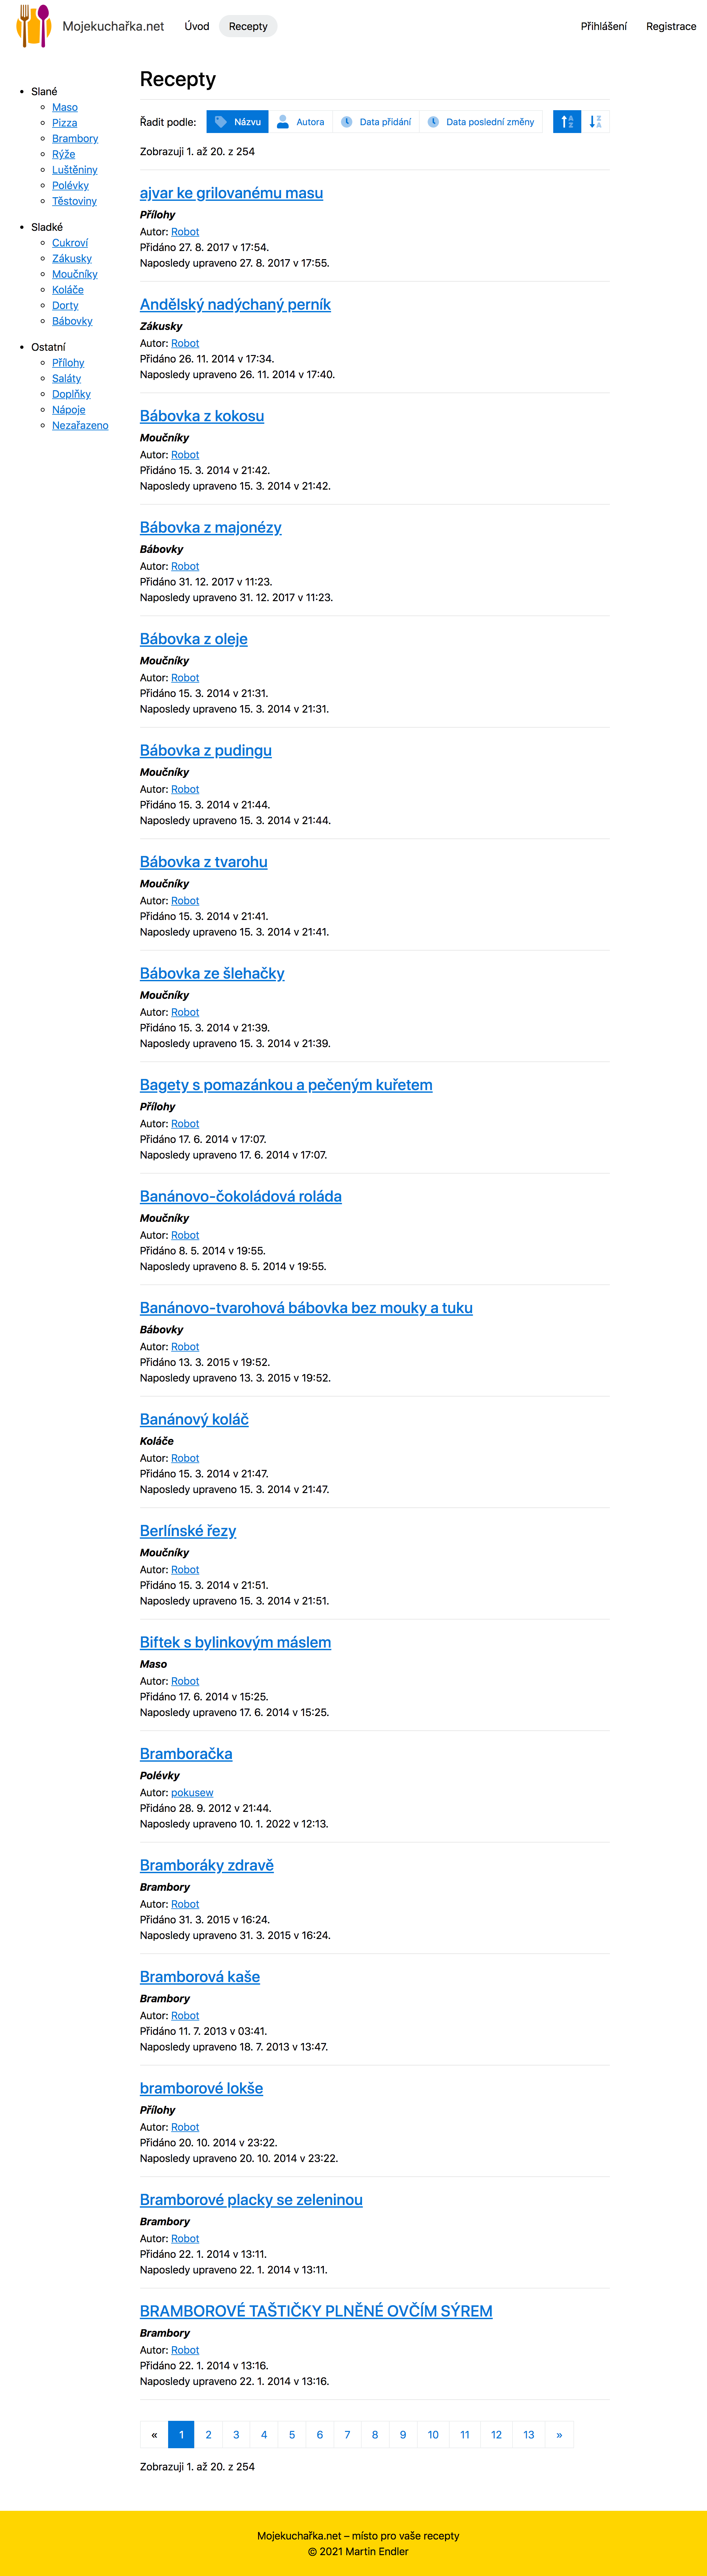 Mojekuchařka.net
Úvod
Recepty
Přihlášení
Registrace
Slané
Maso
Pizza
Brambory
Rýže
Luštěniny
Polévky
Těstoviny
Sladké
Cukroví
Zákusky
Moučníky
Koláče
Dorty
Bábovky
Ostatní
Přílohy
Saláty
Doplňky
Nápoje
Nezařazeno
Recepty
Řadit podle: Názvu Autora Data přidání Data poslední změny A Z Z A
Zobrazuji 1. až 20. z 254
ajvar ke grilovanému masu
Přílohy
Autor: Robot
Přidáno 27. 8. 2017 v 17:54.
Naposledy upraveno 27. 8. 2017 v 17:55.
Andělský nadýchaný perník
Zákusky
Autor: Robot
Přidáno 26. 11. 2014 v 17:34.
Naposledy upraveno 26. 11. 2014 v 17:40.
Bábovka z kokosu
Moučníky
Autor: Robot
Přidáno 15. 3. 2014 v 21:42.
Naposledy upraveno 15. 3. 2014 v 21:42.
Bábovka z majonézy
Bábovky
Autor: Robot
Přidáno 31. 12. 2017 v 11:23.
Naposledy upraveno 31. 12. 2017 v 11:23.
Bábovka z oleje
Moučníky
Autor: Robot
Přidáno 15. 3. 2014 v 21:31.
Naposledy upraveno 15. 3. 2014 v 21:31.
Bábovka z pudingu
Moučníky
Autor: Robot
Přidáno 15. 3. 2014 v 21:44.
Naposledy upraveno 15. 3. 2014 v 21:44.
Bábovka z tvarohu
Moučníky
Autor: Robot
Přidáno 15. 3. 2014 v 21:41.
Naposledy upraveno 15. 3. 2014 v 21:41.
Bábovka ze šlehačky
Moučníky
Autor: Robot
Přidáno 15. 3. 2014 v 21:39.
Naposledy upraveno 15. 3. 2014 v 21:39.
Bagety s pomazánkou a pečeným kuřetem
Přílohy
Autor: Robot
Přidáno 17. 6. 2014 v 17:07.
Naposledy upraveno 17. 6. 2014 v 17:07.
Banánovo-čokoládová roláda
Moučníky
Autor: Robot
Přidáno 8. 5. 2014 v 19:55.
Naposledy upraveno 8. 5. 2014 v 19:55.
Banánovo-tvarohová bábovka bez mouky a tuku
Bábovky
Autor: Robot
Přidáno 13. 3. 2015 v 19:52.
Naposledy upraveno 13. 3. 2015 v 19:52.
Banánový koláč
Koláče
Autor: Robot
Přidáno 15. 3. 2014 v 21:47.
Naposledy upraveno 15. 3. 2014 v 21:47.
Berlínské řezy
Moučníky
Autor: Robot
Přidáno 15. 3. 2014 v 21:51.
Naposledy upraveno 15. 3. 2014 v 21:51.
Biftek s bylinkovým máslem
Maso
Autor: Robot
Přidáno 17. 6. 2014 v 15:25.
Naposledy upraveno 17. 6. 2014 v 15:25.
Bramboračka
Polévky
Autor: pokusew
Přidáno 28. 9. 2012 v 21:44.
Naposledy upraveno 10. 1. 2022 v 12:13.
Bramboráky zdravě
Brambory
Autor: Robot
Přidáno 31. 3. 2015 v 16:24.
Naposledy upraveno 31. 3. 2015 v 16:24.
Bramborová kaše
Brambory
Autor: Robot
Přidáno 11. 7. 2013 v 03:41.
Naposledy upraveno 18. 7. 2013 v 13:47.
bramborové lokše
Přílohy
Autor: Robot
Přidáno 20. 10. 2014 v 23:22.
Naposledy upraveno 20. 10. 2014 v 23:22.
Bramborové placky se zeleninou
Brambory
Autor: Robot
Přidáno 22. 1. 2014 v 13:11.
Naposledy upraveno 22. 1. 2014 v 13:11.
BRAMBOROVÉ TAŠTIČKY PLNĚNÉ OVČÍM SÝREM
Brambory
Autor: Robot
Přidáno 22. 1. 2014 v 13:16.
Naposledy upraveno 22. 1. 2014 v 13:16.
« 1 2 3 4 5 6 7 8 9 10 11 12 13 »
Zobrazuji 1. až 20. z 254
Mojekuchařka.net – místo pro vaše recepty
© 2021 Martin Endler